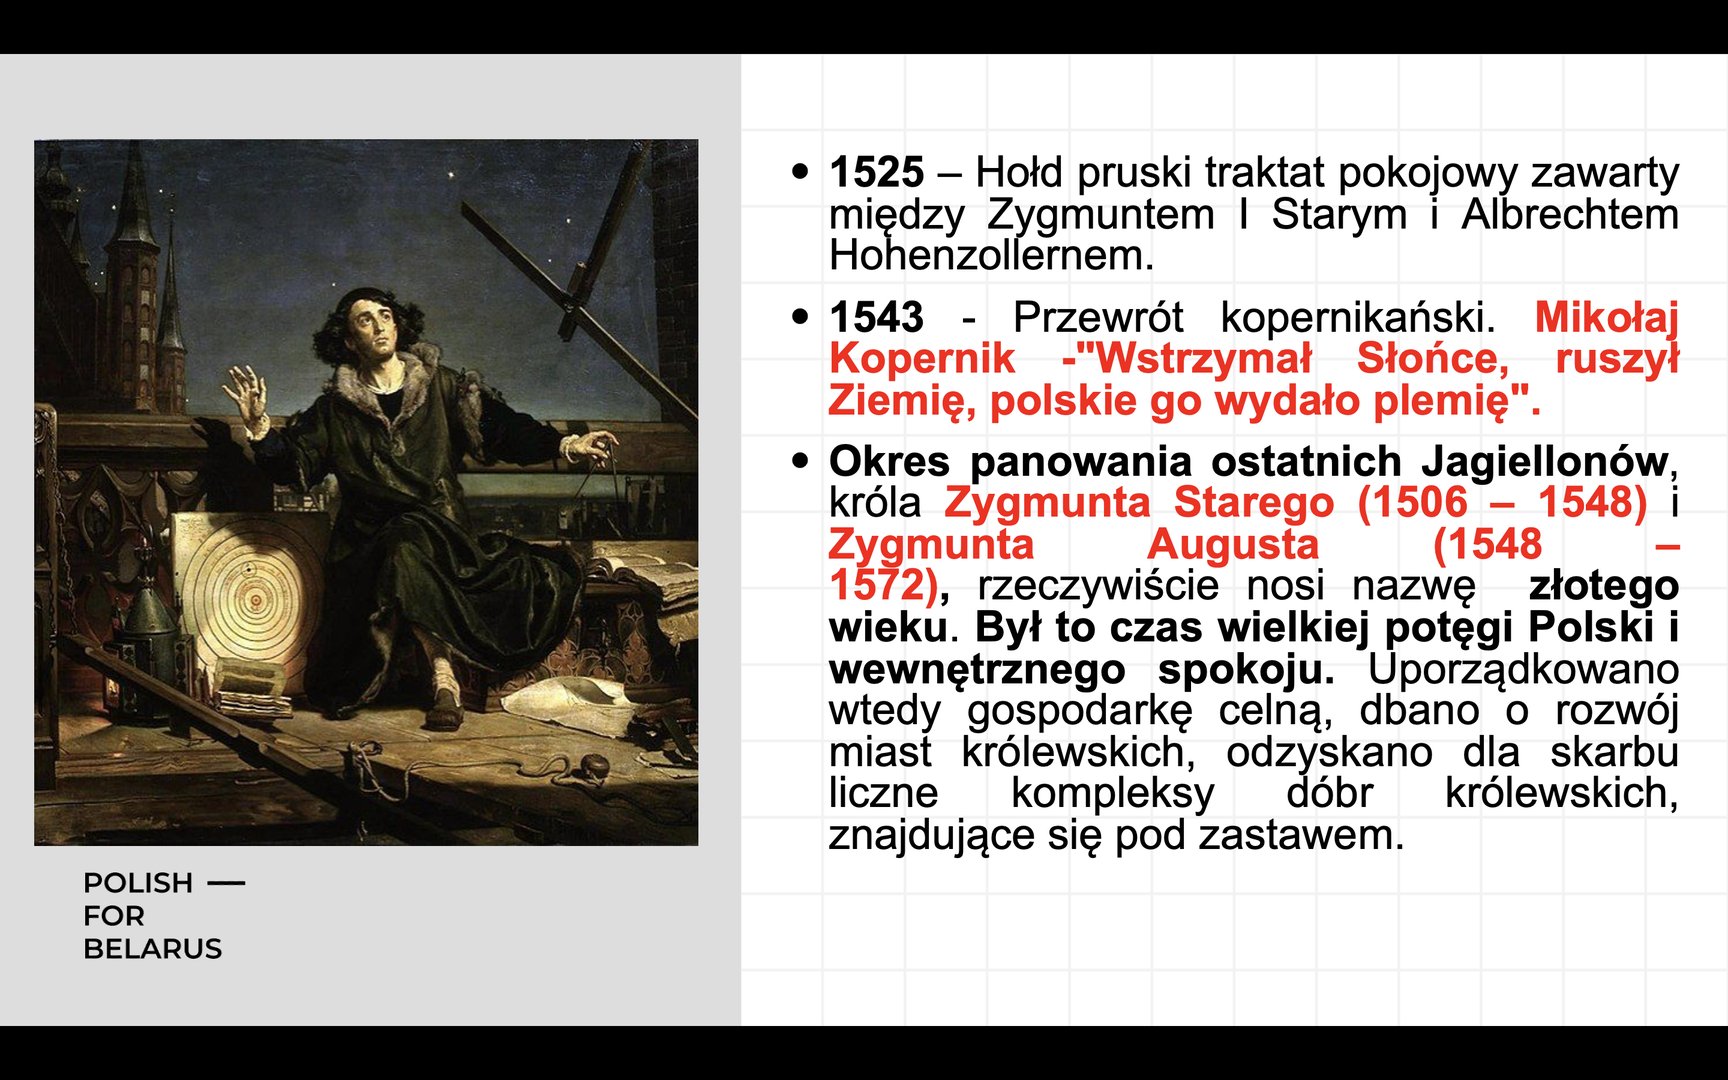 • 1525 – Hołd pruski traktat pokojowy zawarty
między Zygmuntem I Starym i Albrechtem
Hohenzollernem.
• 1543 - Przewrót kopernikański. Mikołaj
Kopernik -"Wstrzymał Słońce, ruszył
Ziemię, polskie go wydało plemię".
• Okres panowania ostatnich Jagiellonów,
króla Zygmunta Starego (1506 – 1548) i
Zygmunta Augusta (1548 –
1572), rzeczywiście nosi nazwę złotego
wieku. Był to czas wielkiej potęgi Polski i
wewnętrznego spokoju. Uporządkowano
wtedy gospodarkę celną, dbano o rozwój
miast królewskich, odzyskano dla skarbu
liczne kompleksy dóbr królewskich,
znajdujące się pod zastawem.
POLISH —
FOR
BELARUS